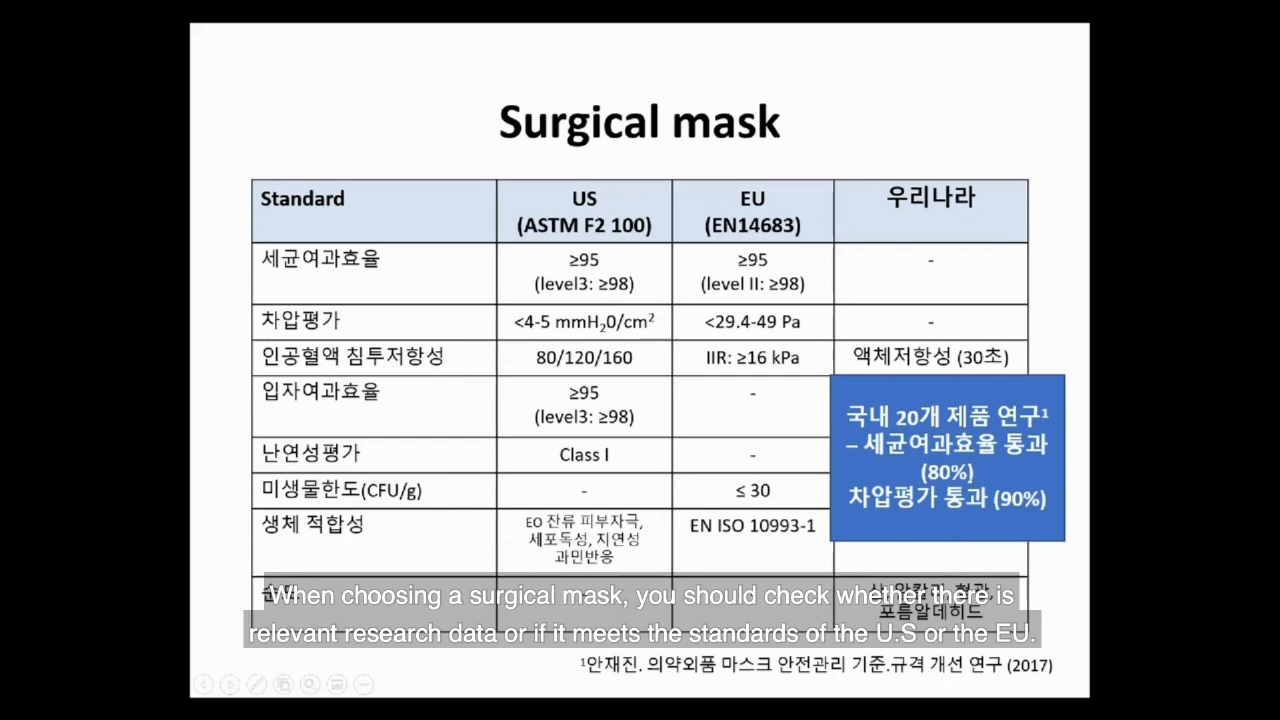 Surgical mask
Standard
US
(ASTM F2 100)
EU
(EN14683)
우리나라
세균여과효율
≥95
(level3: ≥98)
≥95
(level II: ≥98)
-
차압평가
<4-5 mmH₂0/cm²
<29.4-49 Pa
-
인공혈액 침투저항성
80/120/160
IIR: ≥16 kPa
액체저항성 (30초)
입자여과효율
≥95
(level3: ≥98)
-
난연성평가
Class I
-
미생물한도(CFU/g)
-
≤ 30
생체 적합성
EO 잔류 피부자극,
세포독성, 지연성
과민반응
EN ISO 10993-1
국내 20개 제품 연구¹
– 세균여과효율 통과
(80%)
차압평가 통과 (90%)
포름알데히드
When choosing a surgical mask, you should check whether there is
relevant research data or if it meets the standards of the U.S or the EU.
¹안재진. 의약외품 마스크 안전관리 기준.규격 개선 연구 (2017)